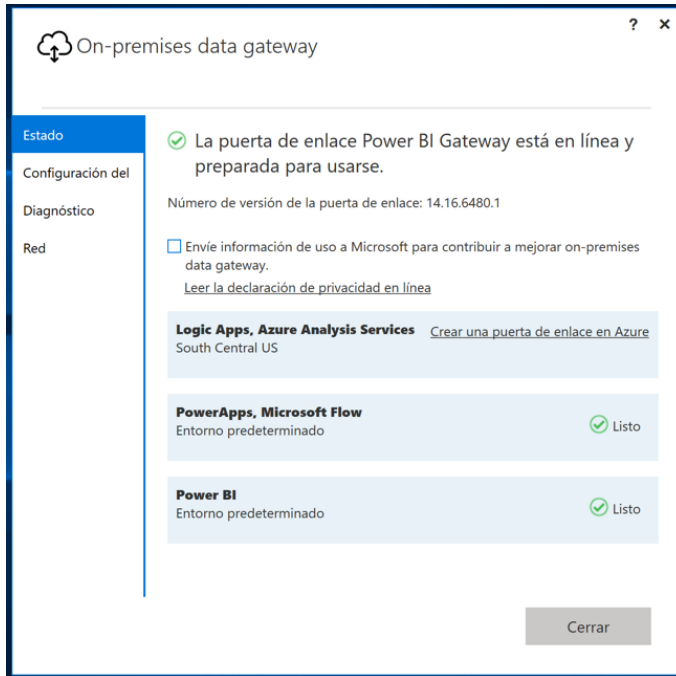 ? ×
On-premises data gateway
Estado
Configuración del
Diagnóstico
Red
La puerta de enlace Power BI Gateway está en línea y
preparada para usarse.
Número de versión de la puerta de enlace: 14.16.6480.1
Envíe información de uso a Microsoft para contribuir a mejorar on-premises
data gateway.
Leer la declaración de privacidad en línea
Logic Apps, Azure Analysis Services Crear una puerta de enlace en Azure
South Central US
PowerApps, Microsoft Flow
Entorno predeterminado
Listo
Power BI
Entorno predeterminado
Listo
Cerrar